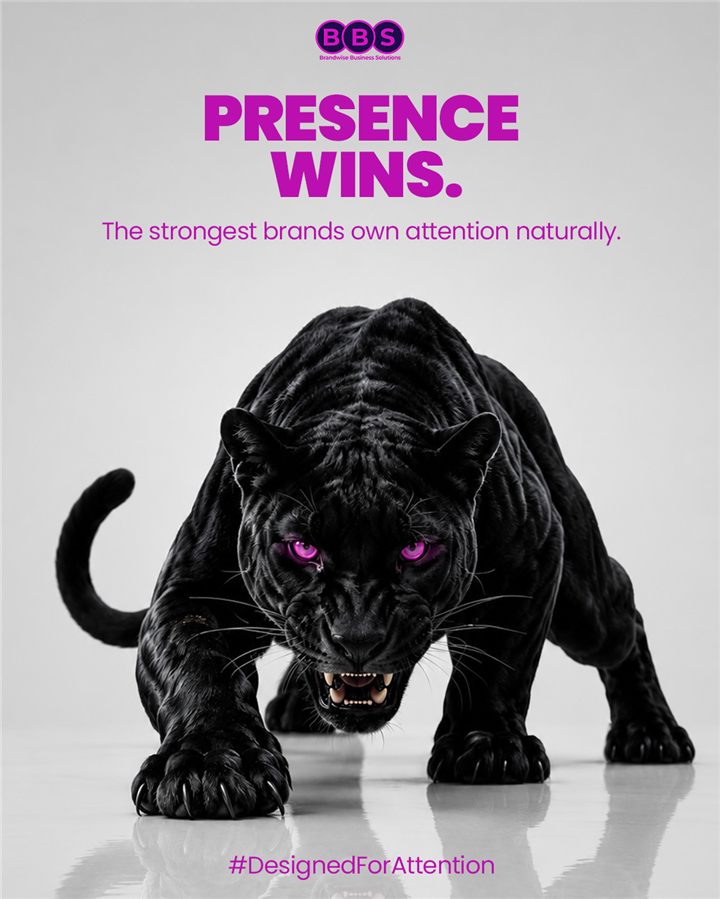 BBS
Brandwise Business Solutions
PRESENCE
WINS.
The strongest brands own attention naturally.
#DesignedForAttention